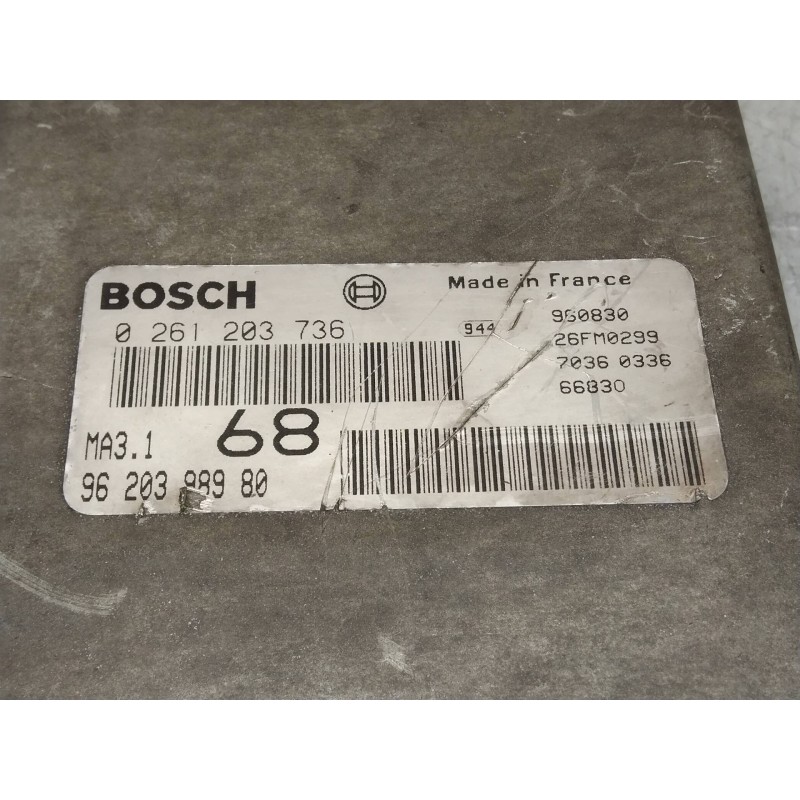 BOSCH
Made in France
0 261 203 736
944
960830
26FM0299
7036 0336
66830
MA3.1
68
96 203 989 80